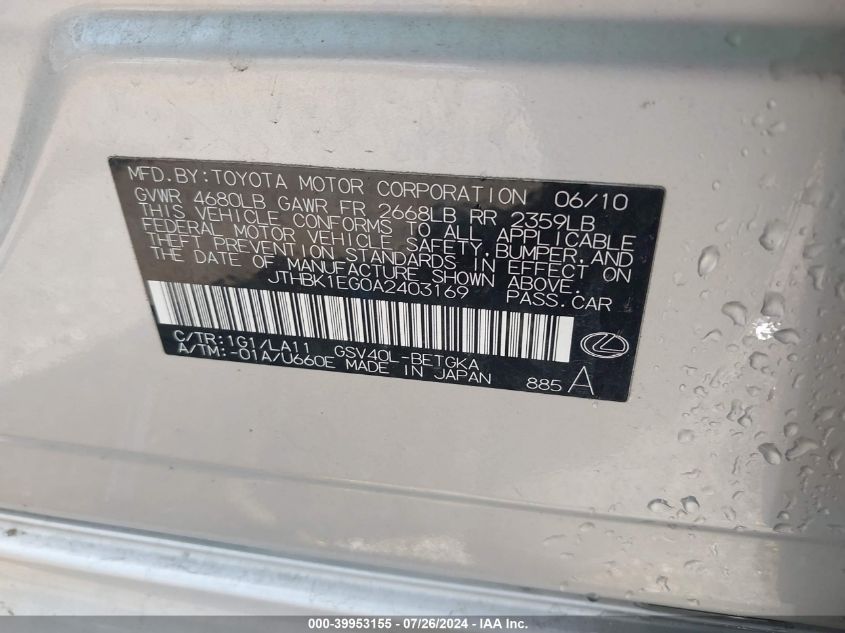 MFD.BY:TOYOTA MOTOR CORPORATION 06/10
GVWR 4680LB GAWR FR 2668LB RR 2359LB
THIS VEHICLE CONFORMS TO ALL APPLICABLE
FEDERAL MOTOR VEHICLE SAFETY,BUMPER,AND
THEFT PREVENTION STANDARDS IN EFFECT ON
THE DATE OF MANUFACTURE SHOWN ABOVE.
JTHBK1EG0A2403169 PASS.CAR
C/TR:1G1/LA11 GSV40L-BETGKA
A/TM:-01A/U660E MADE IN JAPAN 885 A
000-39953155 - 07/26/2024 - IAA Inc.